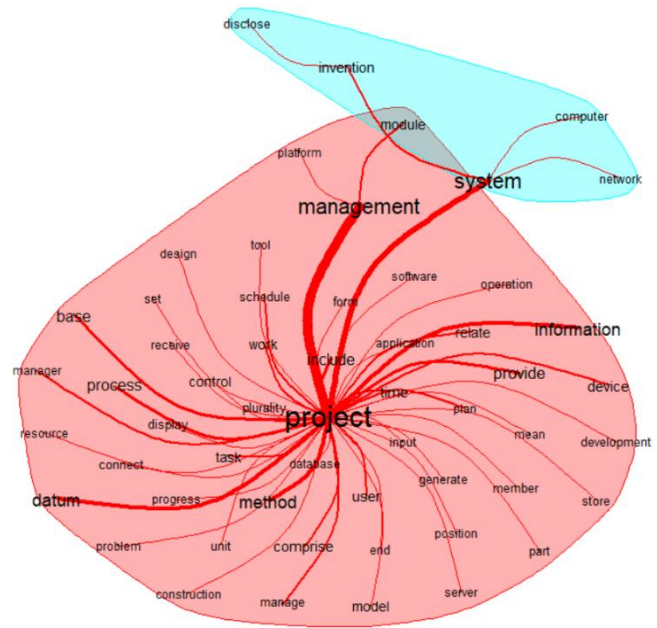 disclose
invention
computer
module
platform
system
network
management
tool
design
software
operation
schedule
set
form
base
application
relate
information
receive
work
include
manager
process
control
time
provide
device
plurality
project
plan
display
resource
input
mean
development
task
connect
database
generate
datum
progress
method
user
member
store
position
problem
unit
comprise
end
part
construction
manage
model
server